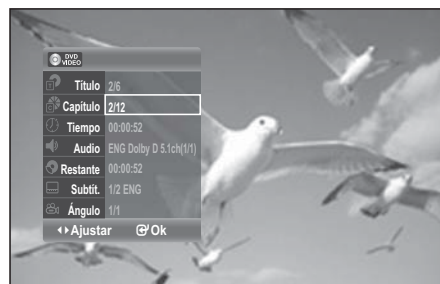 DVD
VIDEO
Título 2/6
Capítulo 2/12
Tiempo 00:00:52
Audio ENG Dolby D 5.1ch(1/1)
Restante 00:00:52
Subtit. 1/2 ENG
Ángulo 1/1
Ajustar Ok